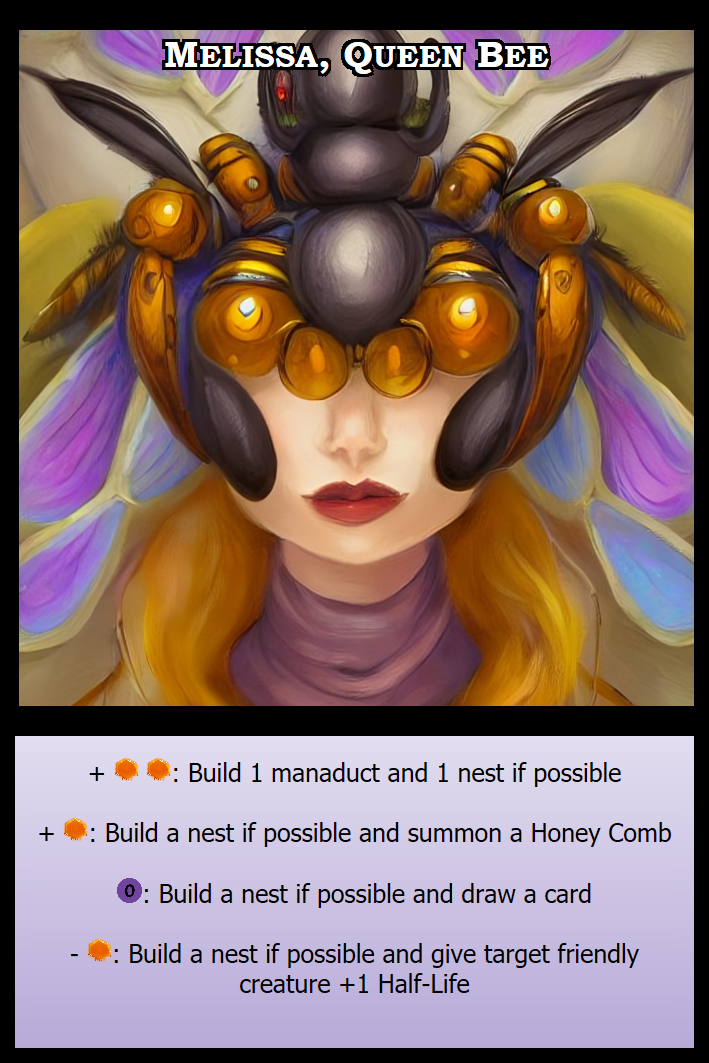 Melissa, Queen Bee
+ : Build 1 manaduct and 1 nest if possible
+ : Build a nest if possible and summon a Honey Comb
0: Build a nest if possible and draw a card
- : Build a nest if possible and give target friendly
creature +1 Half-Life